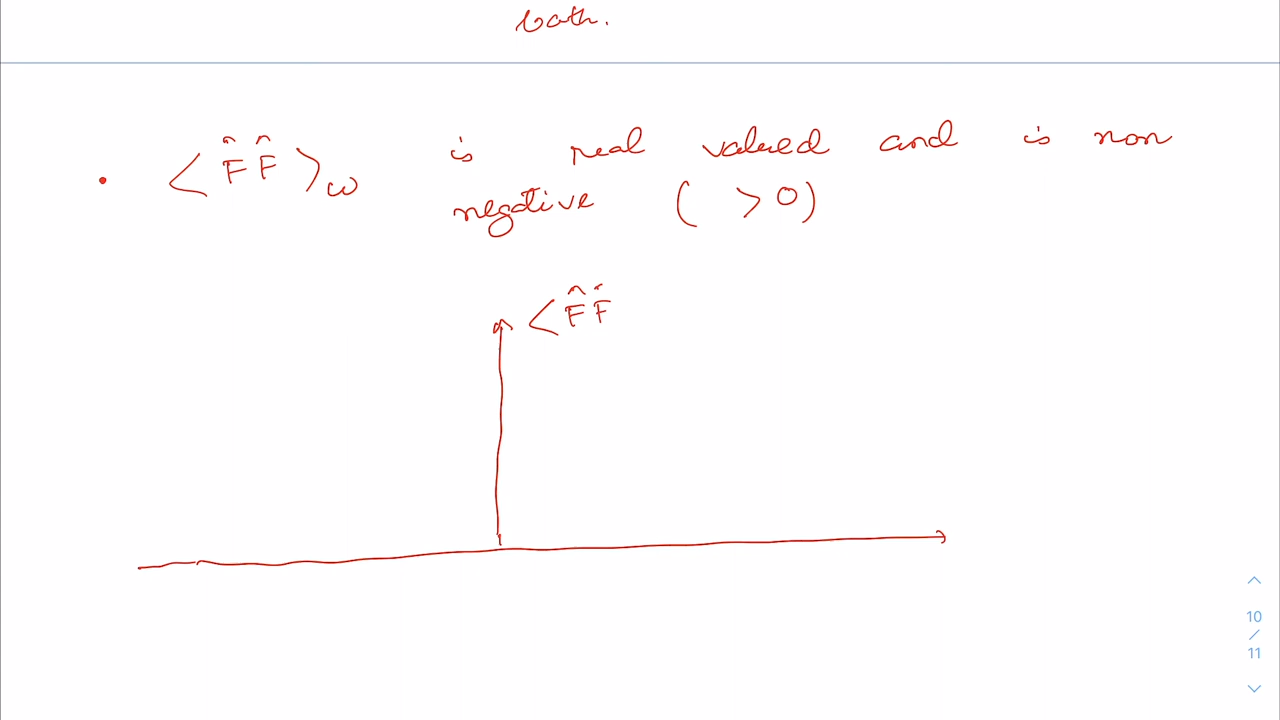 bath.
• < F̂ F̂ >ω is real valued and is non
negative ( > 0)
< F̂ F̂
10
/
11